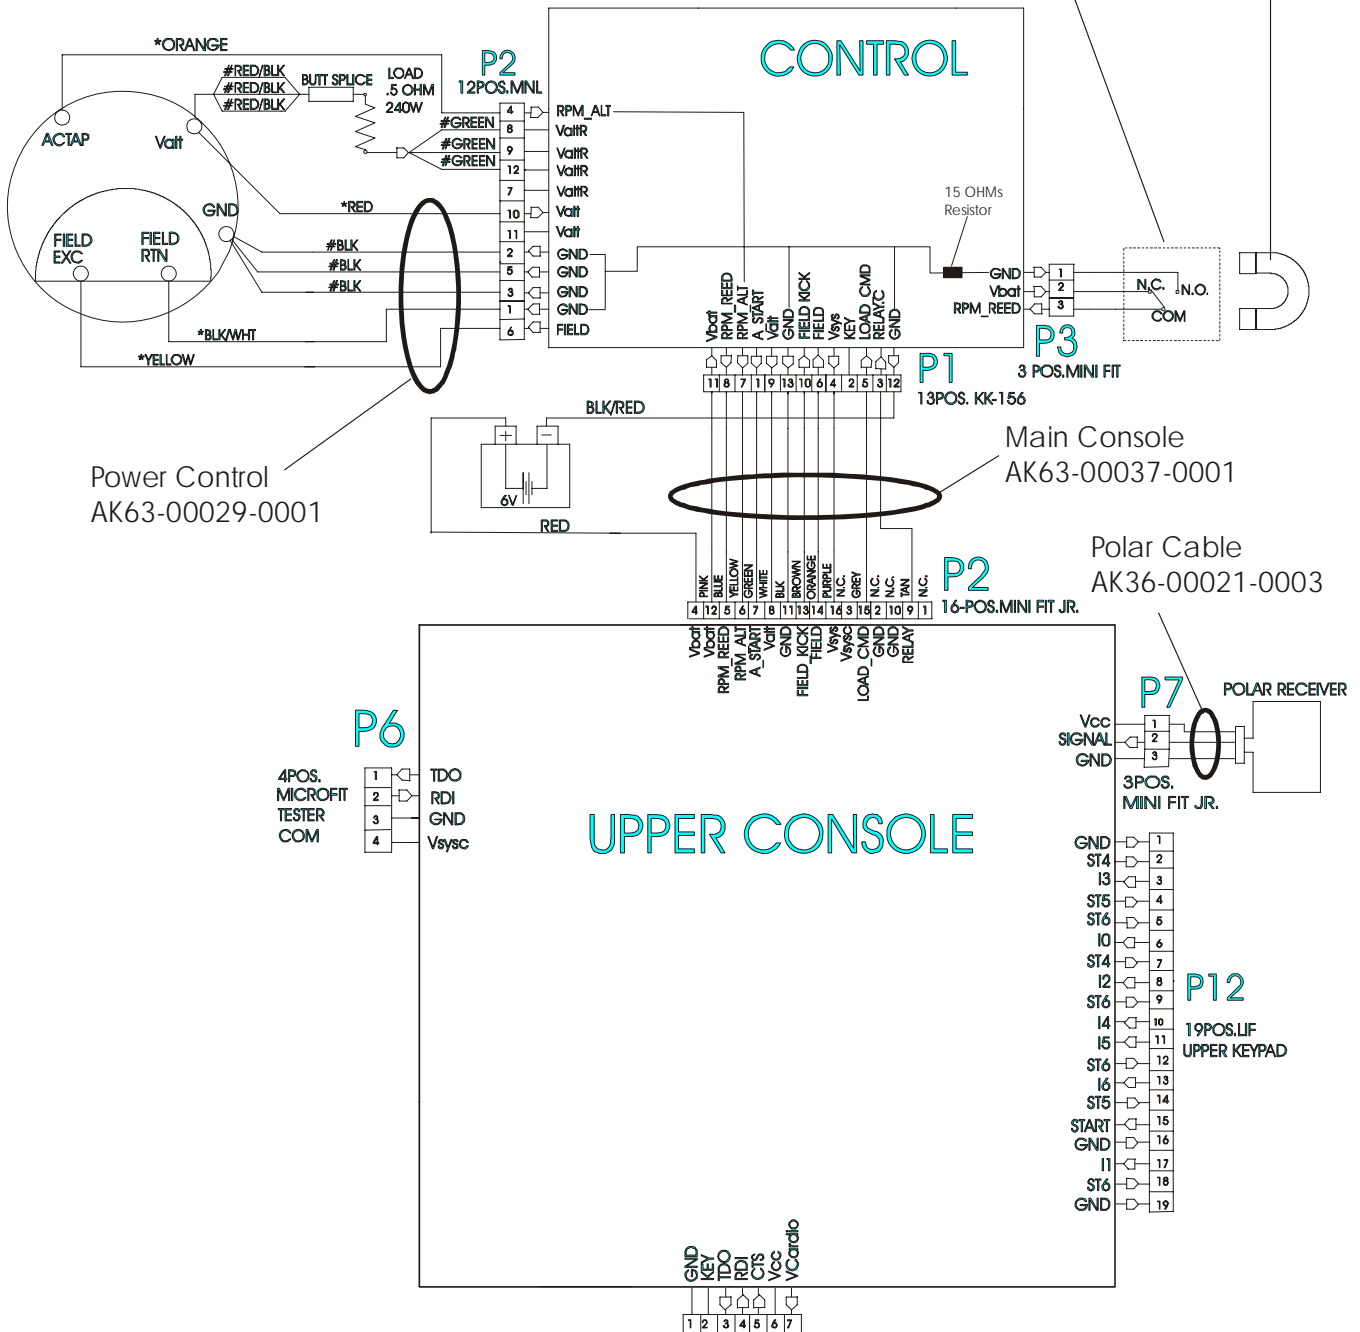 CONTROL
*ORANGE
#RED/BLK
#RED/BLK
#RED/BLK
BUTT SPLICE
LOAD
.5 OHM
240W
P2
12POS.MNL
ACTAP
Valt
GND
FIELD
EXC
FIELD
RTN
#GREEN
#GREEN
#GREEN
*RED
#BLK
#BLK
#BLK
*BLK/WHT
*YELLOW
4 RPM_ALT
8 ValtR
9 ValtR
12 ValtR
7 ValtR
10 Valt
11 Valt
2 GND
5 GND
3 GND
1 GND
6 FIELD
15 OHMs
Resistor
GND 1
Vbat 2
RPM_REED 3
N.C.
N.O.
COM
P3
3 POS.MINI FIT
Vbat
RPM_REED
RPM_ALT
A_START
Valt
GND
FIELD_KICK
FIELD
Vsys
KEY
LOAD_CMD
RELAY.C
GND
11 8 7 1 9 13 10 6 4 2 5 3 12
P1
13POS. KK-156
BLK/RED
+ -
6V
RED
Power Control
AK63-00029-0001
Main Console
AK63-00037-0001
Polar Cable
AK36-00021-0003
PINK
BLUE
YELLOW
GREEN
WHITE
BLK
BROWN
ORANGE
PURPLE
N.C.
GREY
N.C.
N.C.
TAN
N.C.
P2
16-POS.MINI FIT JR.
4 12 5 6 7 8 11 13 14 16 3 15 2 10 9 1
Vbat
Vbat
RPM_REED
RPM_ALT
A_START
Valt
GND
FIELD_KICK
FIELD
Vsys
Vsysc
LOAD_CMD
GND
GND
RELAY
P7
POLAR RECEIVER
Vcc 1
SIGNAL 2
GND 3
3POS.
MINI FIT JR.
P6
4POS.
MICROFIT
TESTER
COM
1 TDO
2 RDI
3 GND
4 Vsysc
UPPER CONSOLE
GND 1
ST4 2
I3 3
ST5 4
ST6 5
I0 6
ST4 7
I2 8
ST6 9
I4 10
I5 11
ST6 12
I6 13
ST5 14
START 15
GND 16
I1 17
ST6 18
GND 19
P12
19POS.LIF
UPPER KEYPAD
GND
KEY
TDO
RDI
CTS
Vcc
VCardio
1 2 3 4 5 6 7